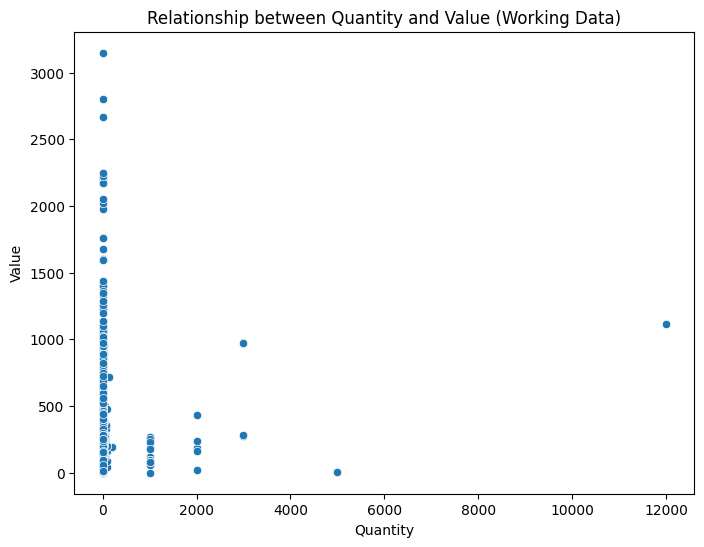 Relationship between Quantity and Value (Working Data)
3000
2500
2000
1500
1000
500
0
Value
0 2000 4000 6000 8000 10000 12000
Quantity